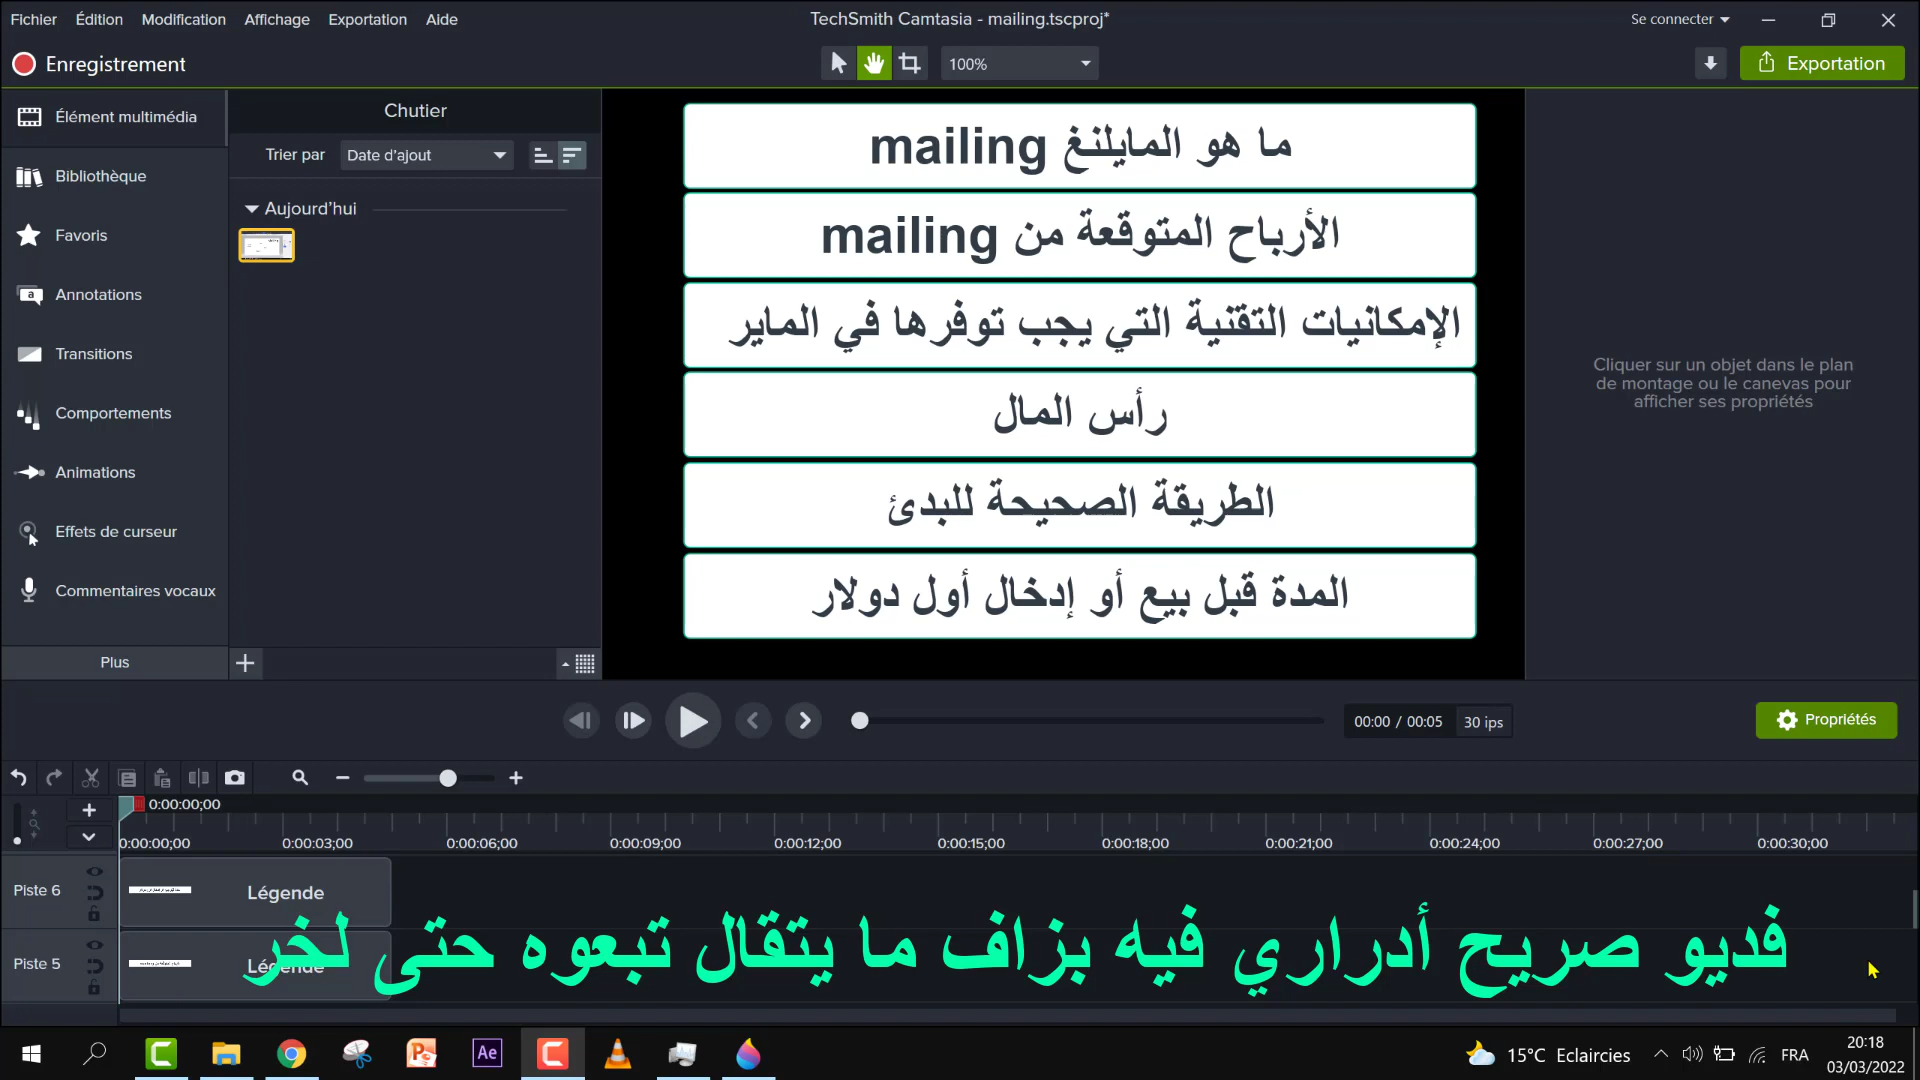 Fichier Édition Modification Affichage Exportation Aide
TechSmith Camtasia - mailing.tscproj*
Se connecter
Enregistrement
100%
Exportation
Élément multimédia
Bibliothèque
Favoris
Annotations
Transitions
Comportements
Animations
Effets de curseur
Commentaires vocaux
Plus
Chutier
Trier par Date d'ajout
Aujourd'hui
ما هو المايلنغ mailing
الأرباح المتوقعة من mailing
الإمكانيات التقنية التي يجب توفرها في الماير
رأس المال
الطريقة الصحيحة للبدئ
المدة قبل بيع أو إدخال أول دولار
Cliquer sur un objet dans le plan
de montage ou le canevas pour
afficher ses propriétés
00:00 / 00:05 30 ips
Propriétés
0:00:00;00
0:00:00;00 0:00:03;00 0:00:06;00 0:00:09;00 0:00:12;00 0:00:15;00 0:00:18;00 0:00:21;00 0:00:24;00 0:00:27;00 0:00:30;00
Piste 6 Légende
Piste 5 Légende
فديو صريح أدراري فيه بزاف ما يتقال تبعوه حتى لخر
15°C Eclaircies
FRA
20:18
03/03/2022